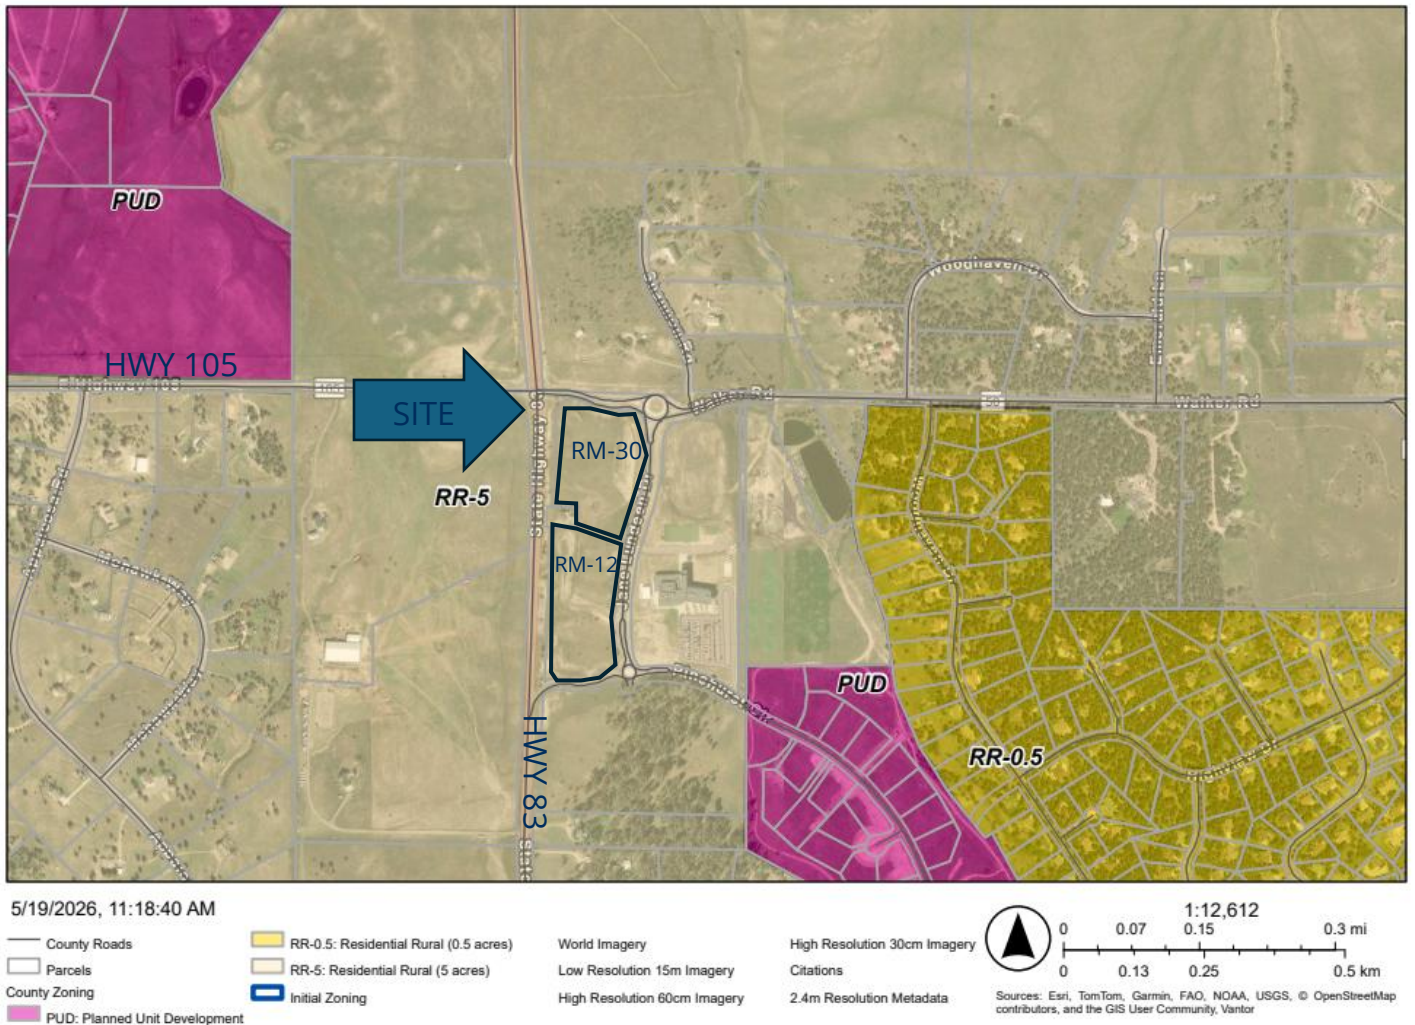 PUD
Woodhaven Dr
HWY 105
E Highway 105
105
Walker Rd
Walker Rd
SITE
RM-30
RR-5
RM-12
PUD
HWY 83
RR-0.5
Highview Dr
5/19/2026, 11:18:40 AM
County Roads
Parcels
County Zoning
PUD: Planned Unit Development
RR-0.5: Residential Rural (0.5 acres)
RR-5: Residential Rural (5 acres)
Initial Zoning
World Imagery
Low Resolution 15m Imagery
High Resolution 60cm Imagery
High Resolution 30cm Imagery
Citations
2.4m Resolution Metadata
1:12,612
0 0.07 0.15 0.3 mi
0 0.13 0.25 0.5 km
Sources: Esri, TomTom, Garmin, FAO, NOAA, USGS, © OpenStreetMap
contributors, and the GIS User Community, Vantor